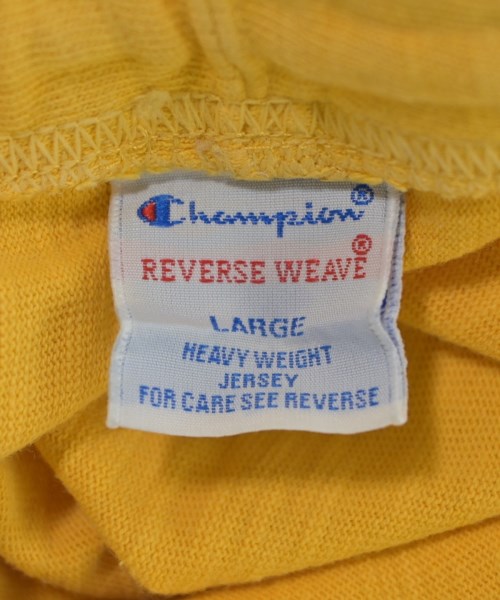 Champion®
REVERSE WEAVE®
LARGE
HEAVY WEIGHT
JERSEY
FOR CARE SEE REVERSE